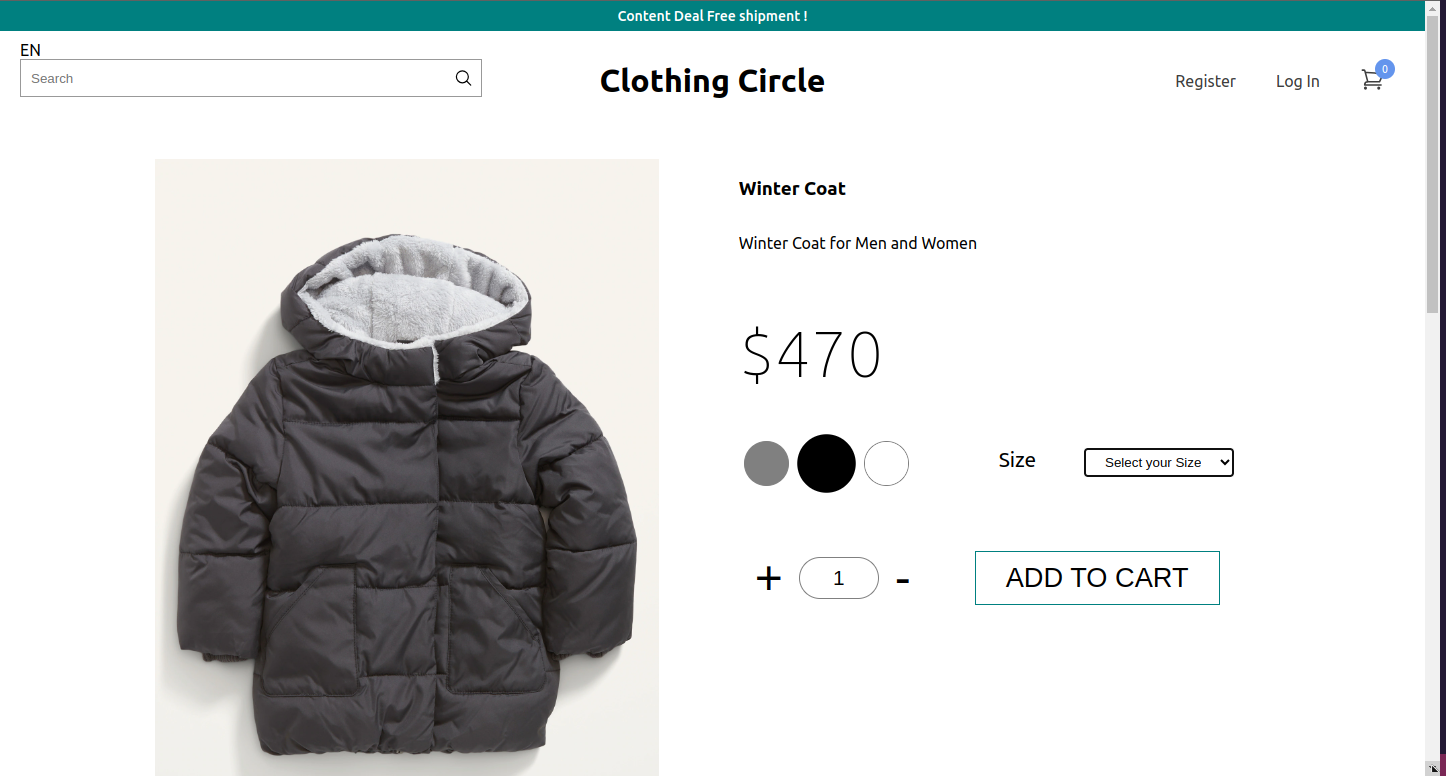 Content Deal Free shipment !
EN
Search
Clothing Circle
Register
Log In
0
Winter Coat
Winter Coat for Men and Women
$470
Size
Select your Size
+ 1 -
ADD TO CART